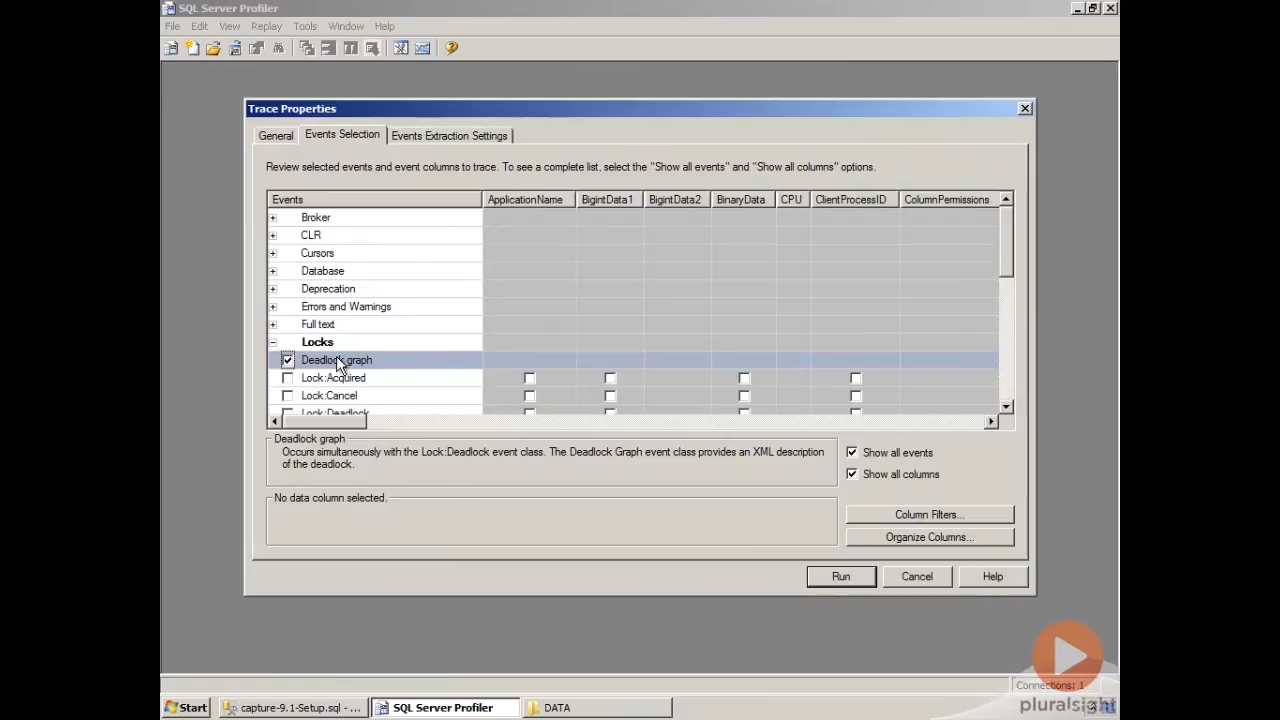 SQL Server Profiler
File Edit View Replay Tools Window Help
Trace Properties
General Events Selection Events Extraction Settings
Review selected events and event columns to trace. To see a complete list, select the "Show all events" and "Show all columns" options.
Events ApplicationName BigintData1 BigintData2 BinaryData CPU ClientProcessID ColumnPermissions
Broker
CLR
Cursors
Database
Deprecation
Errors and Warnings
Full text
Locks
Deadlock graph
Lock:Acquired
Lock:Cancel
Lock:Deadlock
Deadlock graph
Occurs simultaneously with the Lock:Deadlock event class. The Deadlock Graph event class provides an XML description
of the deadlock.
Show all events
Show all columns
No data column selected.
Column Filters...
Organize Columns...
Run Cancel Help
Connections: 1
pluralsight
Start capture-9.1-Setup.sql - ... SQL Server Profiler DATA